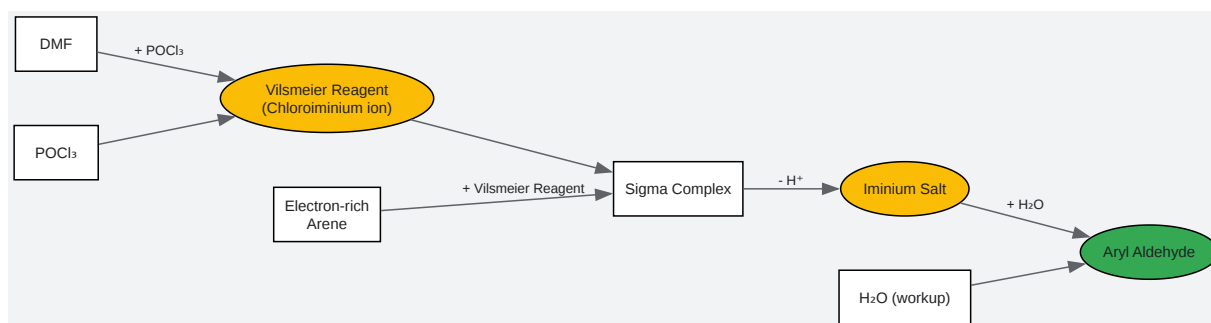 DMF
+ POCl₃
Vilsmeier Reagent
(Chloroiminium ion)
POCl₃
Electron-rich
Arene
+ Vilsmeier Reagent
Sigma Complex
- H⁺
Iminium Salt
+ H₂O
Aryl Aldehyde
H₂O (workup)